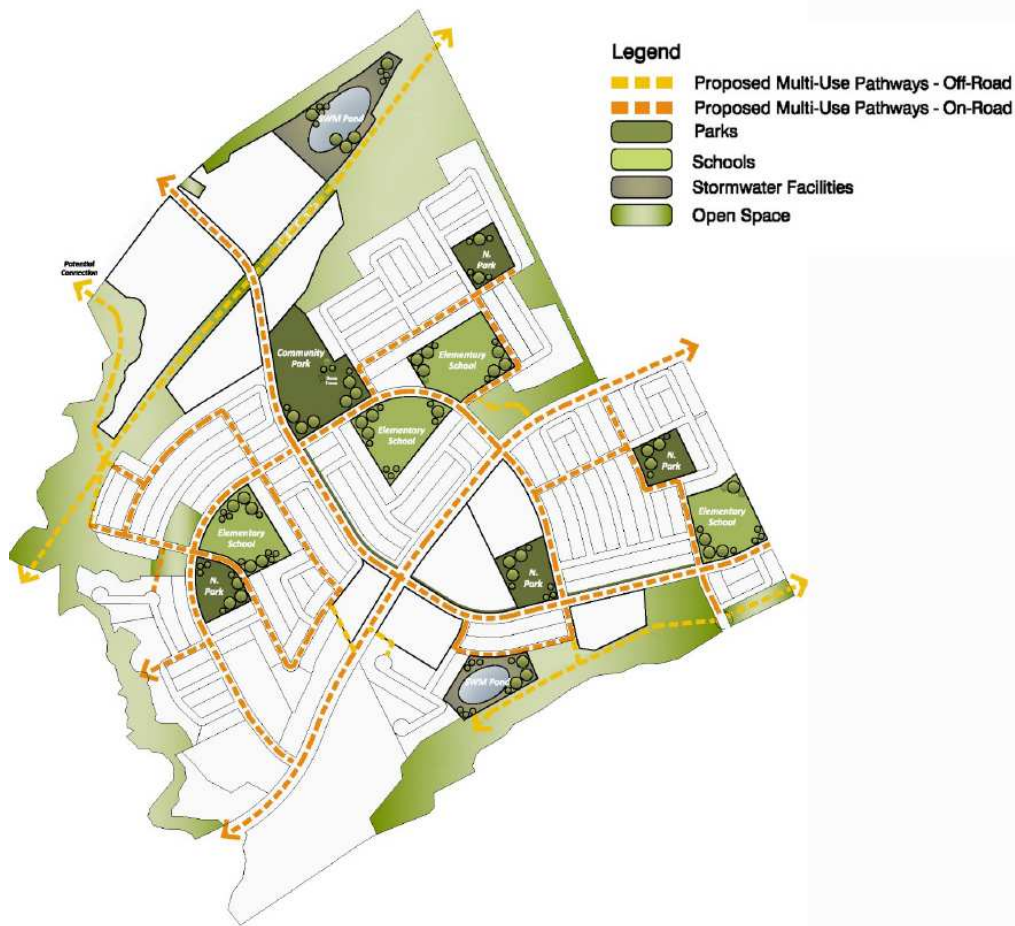 Legend
Proposed Multi-Use Pathways - Off-Road
Proposed Multi-Use Pathways - On-Road
Parks
Schools
Stormwater Facilities
Open Space
SWM Pond
Potential
Connection
N.
Park
Community
Park
Elementary
School
Elementary
School
N.
Park
Elementary
School
Elementary
School
N.
Park
N.
Park
SWM Pond